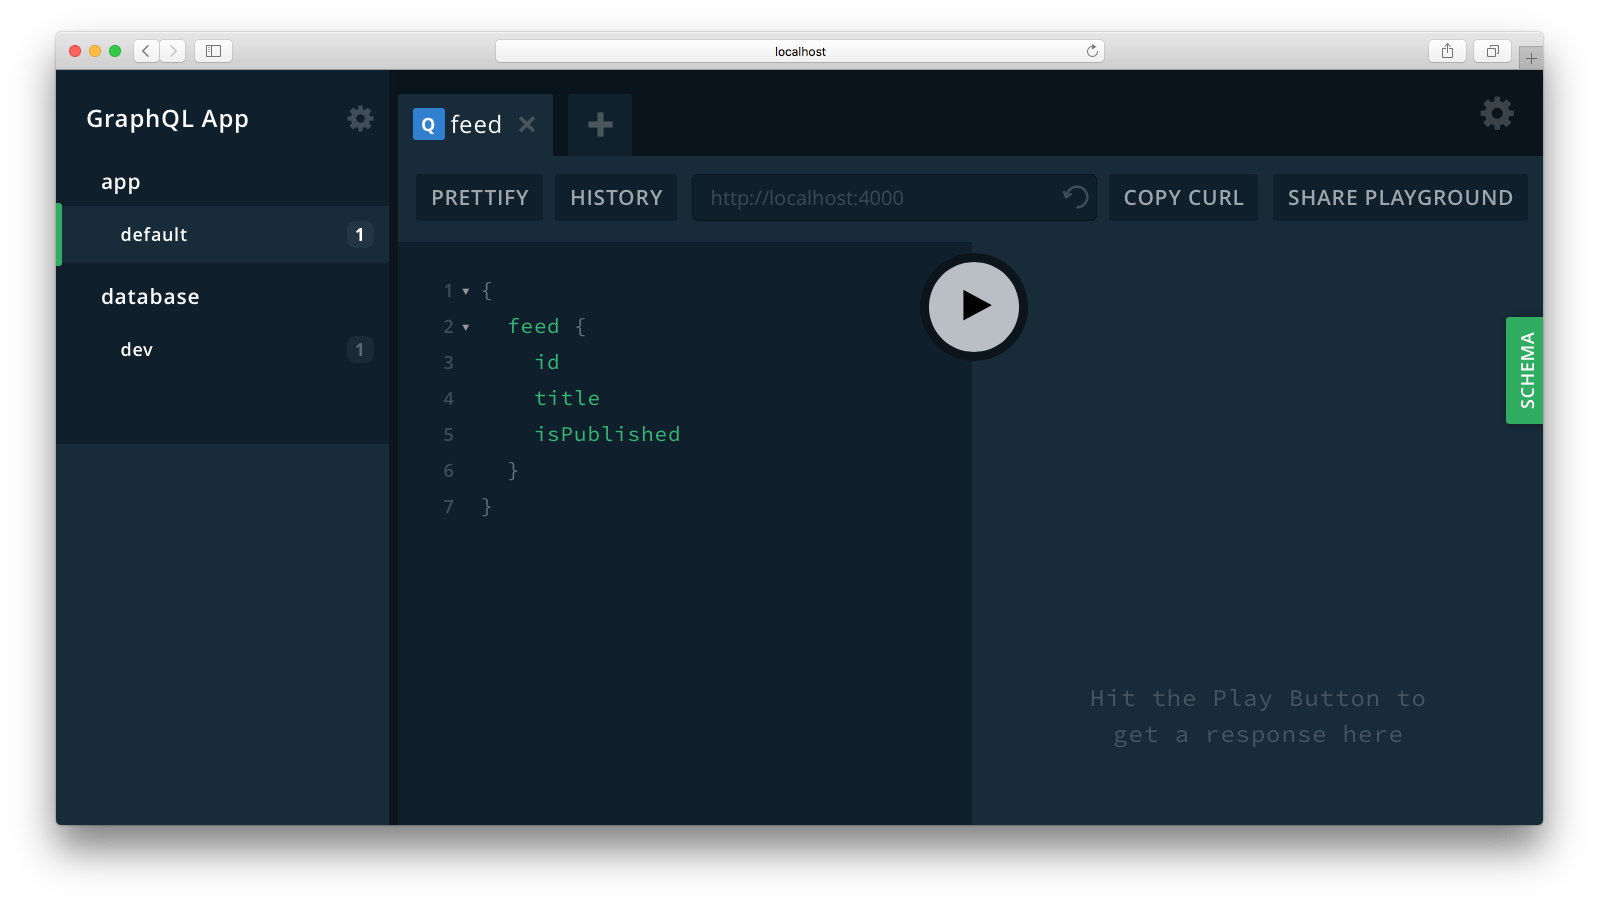 localhost
GraphQL App
app
default 1
database
dev 1
Q feed
PRETTIFY HISTORY http://localhost:4000 COPY CURL SHARE PLAYGROUND
1 {
2 feed {
3 id
4 title
5 isPublished
6 }
7 }
SCHEMA
Hit the Play Button to
get a response here